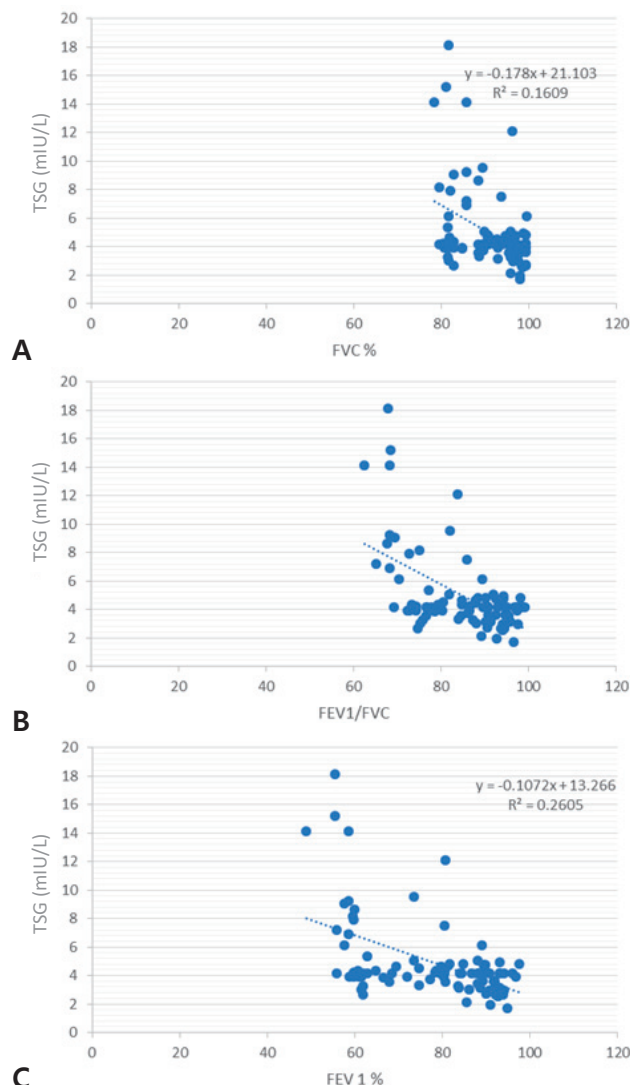 20
18
16
14
12
10
8
6
4
2
0
TSG (mIU/L)
y = -0.178x + 21.103
R² = 0.1609
0 20 40 60 80 100 120
FVC %
A
20
18
16
14
12
10
8
6
4
2
0
TSG (mIU/L)
0 20 40 60 80 100 120
FEV1/FVC
B
20
18
16
14
12
10
8
6
4
2
0
TSG (mIU/L)
y = -0.1072x + 13.266
R² = 0.2605
0 20 40 60 80 100 120
FEV 1 %
C